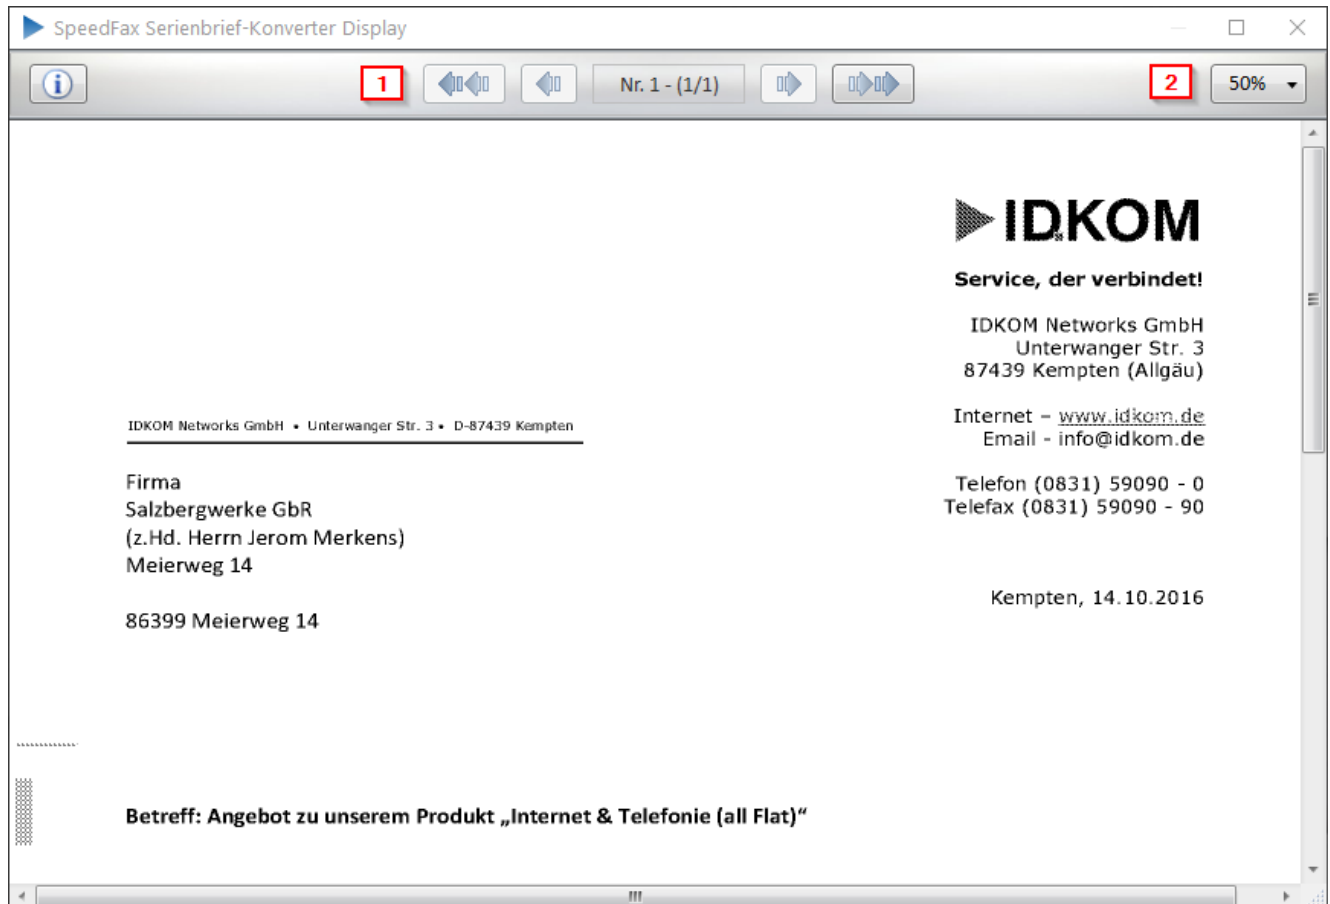 SpeedFax Serienbrief-Konverter Display
1
Nr. 1 - (1/1)
2
50%
IDKOM
Service, der verbindet!
IDKOM Networks GmbH
Unterwanger Str. 3
87439 Kempten (Allgäu)
Internet – www.idkom.de
Email - info@idkom.de
Telefon (0831) 59090 - 0
Telefax (0831) 59090 - 90
IDKOM Networks GmbH • Unterwanger Str. 3 • D-87439 Kempten
Firma
Salzbergwerke GbR
(z.Hd. Herrn Jerom Merkens)
Meierweg 14
86399 Meierweg 14
Kempten, 14.10.2016
Betreff: Angebot zu unserem Produkt „Internet & Telefonie (all Flat)“